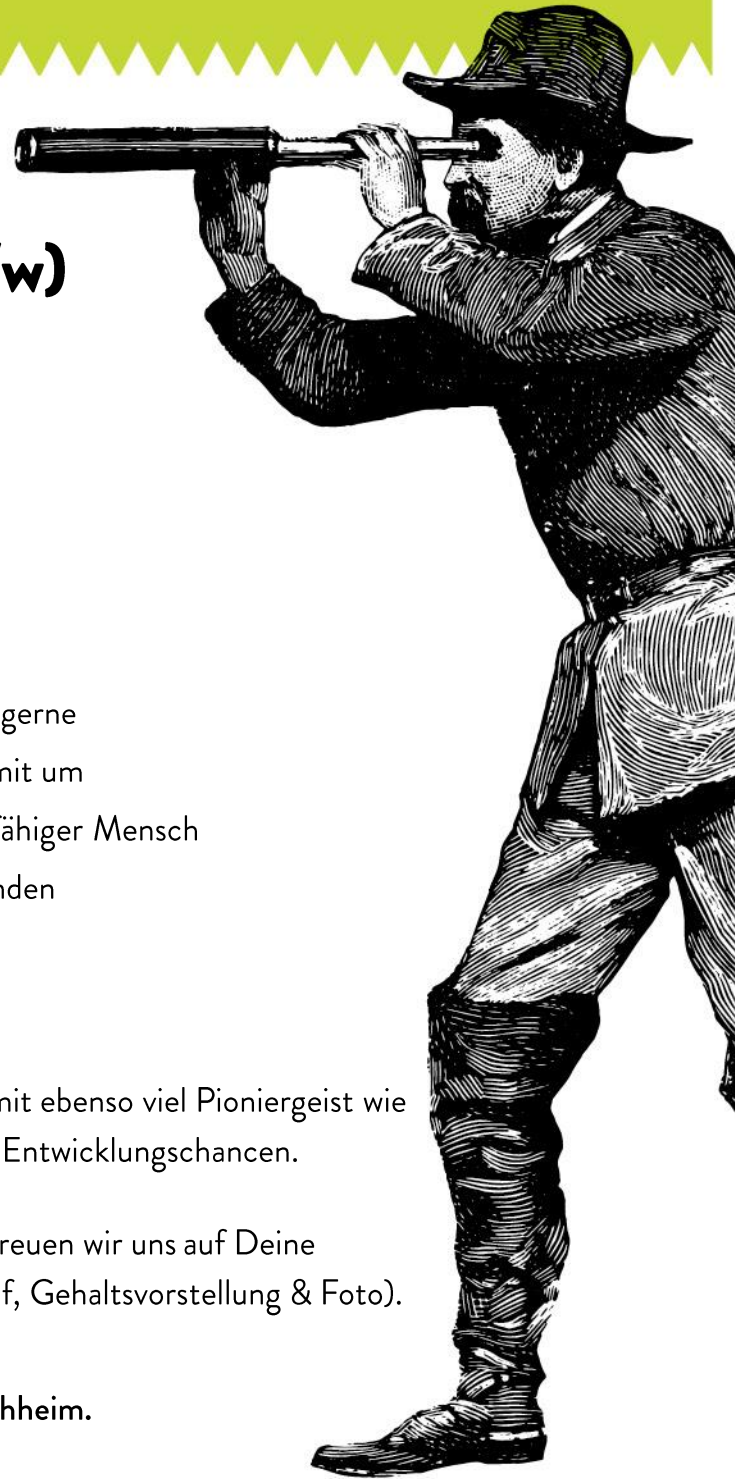 w)
gerne
mit um
fähiger Mensch
nden
mit ebenso viel Pioniergeist wie
Entwicklungschancen.
reuen wir uns auf Deine
f, Gehaltsvorstellung & Foto).
hheim.